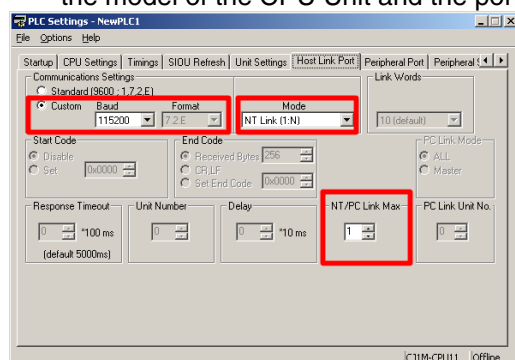 the model of the CPU Unit and the por
PLC Settings - NewPLC1
File Options Help
Startup CPU Settings Timings SIOU Refresh Unit Settings Host Link Port Peripheral Port Peripheral
Communications Settings
Link Words
Standard (9600 ; 1,7,2,E)
Custom Baud Format Mode
115200 7,2,E NT Link (1:N) 10 (default)
Start Code End Code PC Link Mode
Disable Received Bytes 256 ALL
Set 0x0000 CR,LF Master
Set End Code 0x0000
Response Timeout Unit Number Delay NT/PC Link Max PC Link Unit No.
0 *100 ms 0 0 *10 ms 1 0
(default 5000ms)
CJ1M-CPU11 Offline